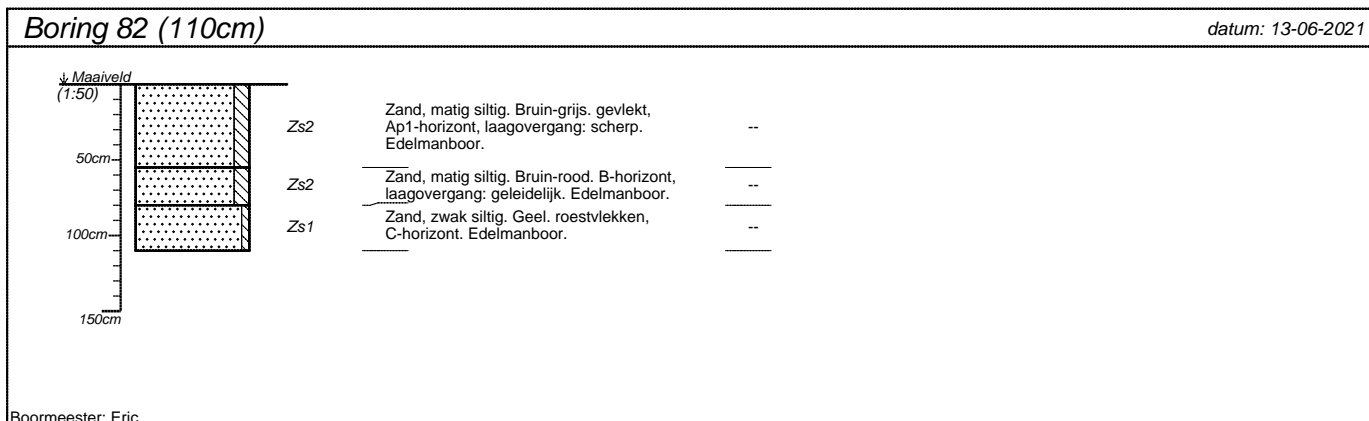 Boring 82 (110cm)
datum: 13-06-2021
Maaiveld
(1:50)
Zand, matig siltig. Bruin-grijs. gevlekt,
Zs2
Ap1-horizont, laagovergang: scherp.
--
Edelmanboor.
50cm
Zand, matig siltig. Bruin-rood. B-horizont,
Zs2
--
laagovergang: geleidelijk. Edelmanboor.
Zand, zwak siltig. Geel. roestvlekken,
Zs1
--
100cm
C-horizont. Edelmanboor.
150cm
Boormeester: Eric